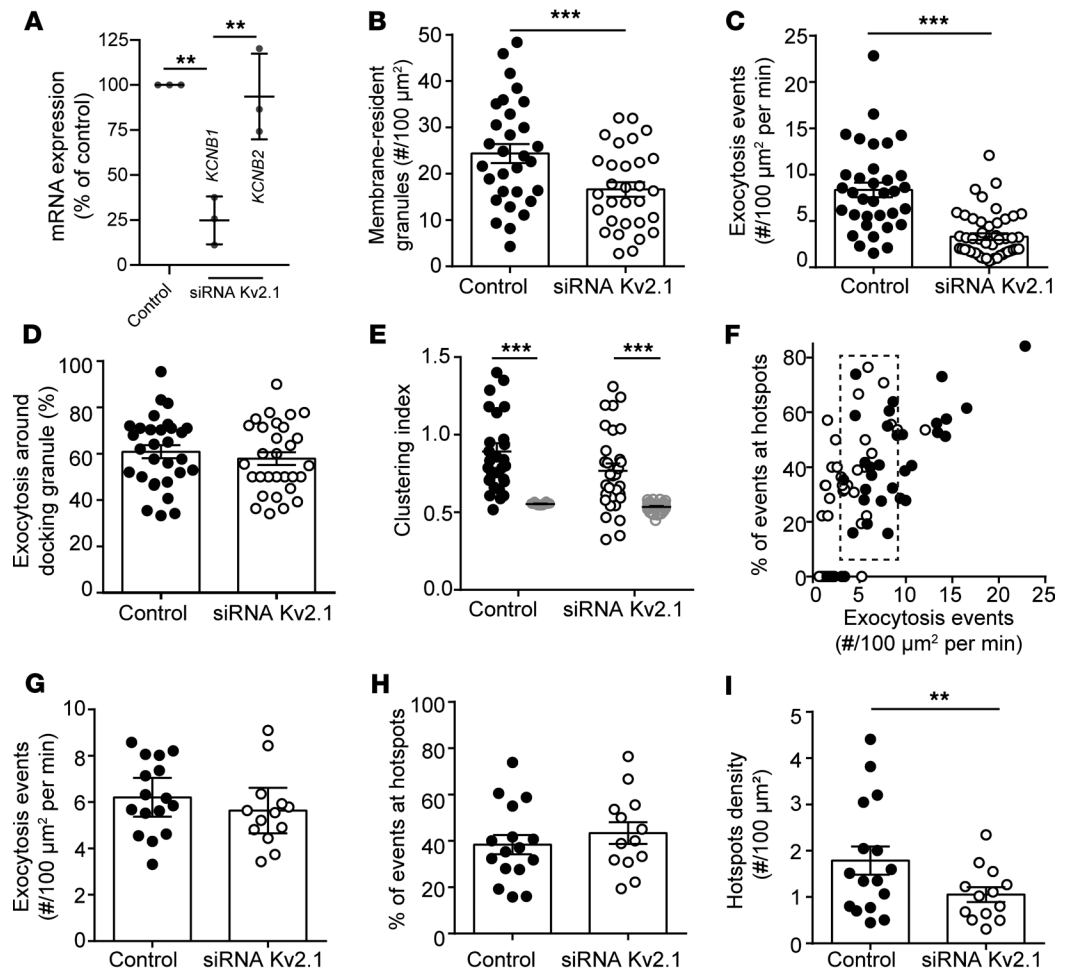 A
mRNA expression
(% of control)
125
100
75
50
25
0
**
**
KCNB1
KCNB2
Control
siRNA Kv2.1
B
Membrane-resident
granules (#/100 µm²)
50
40
30
20
10
0
***
Control
siRNA Kv2.1
C
Exocytosis events
(#/100 µm² per min)
25
20
15
10
5
0
***
Control
siRNA Kv2.1
D
Exocytosis around
docking granule (%)
100
80
60
40
20
0
Control
siRNA Kv2.1
E
Clustering index
1.5
1.0
0.5
0.0
***
***
Control
siRNA Kv2.1
F
% of events at hotspots
80
60
40
20
0
0
5
10
15
20
25
Exocytosis events
(#/100 µm² per min)
G
Exocytosis events
(#/100 µm² per min)
10
8
6
4
2
0
Control
siRNA Kv2.1
H
% of events at hotspots
100
80
60
40
20
0
Control
siRNA Kv2.1
I
Hotspots density
(#/100 µm²)
5
4
3
2
1
0
**
Control
siRNA Kv2.1